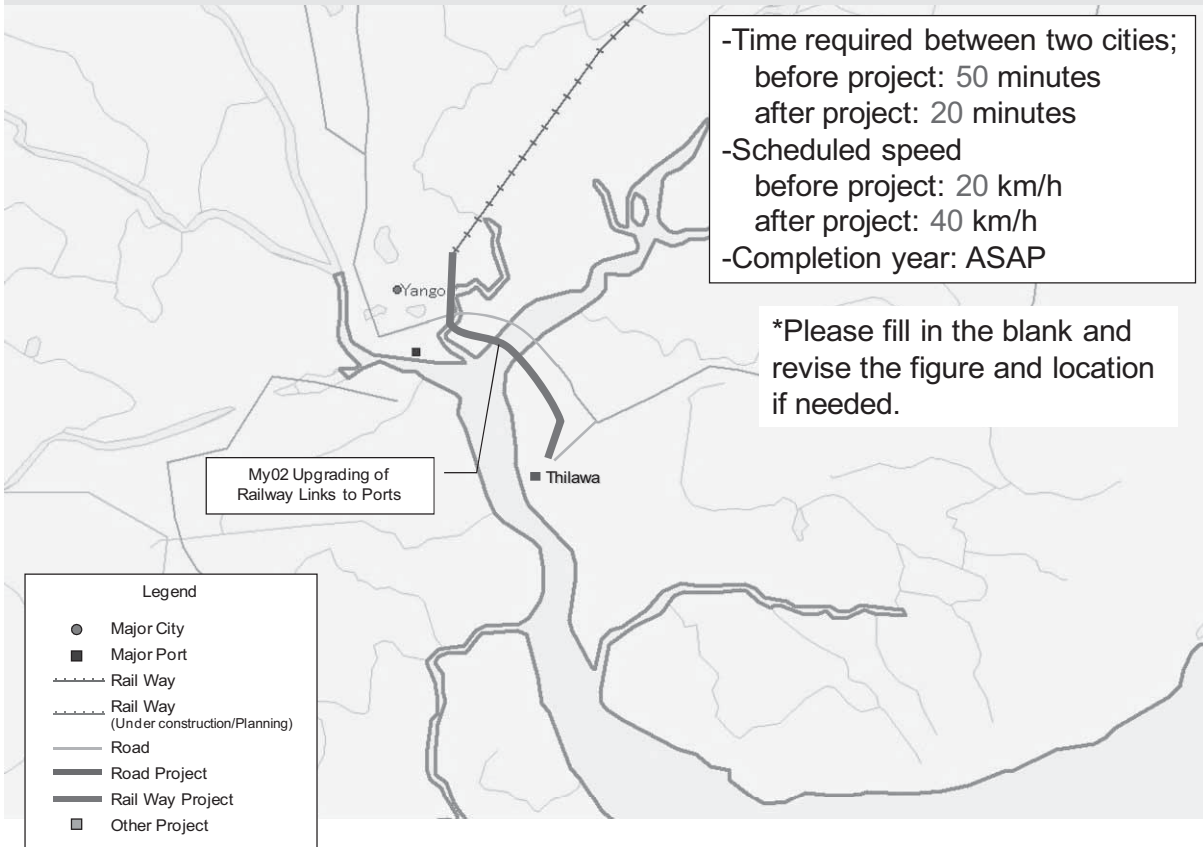 -Time required between two cities;
before project: 50 minutes
after project: 20 minutes
-Scheduled speed
before project: 20 km/h
after project: 40 km/h
-Completion year: ASAP
*Please fill in the blank and
revise the figure and location
if needed.
Yango
My02 Upgrading of
Railway Links to Ports
Thilawa
Legend
Major City
Major Port
Rail Way
Rail Way
(Under construction/Planning)
Road
Road Project
Rail Way Project
Other Project